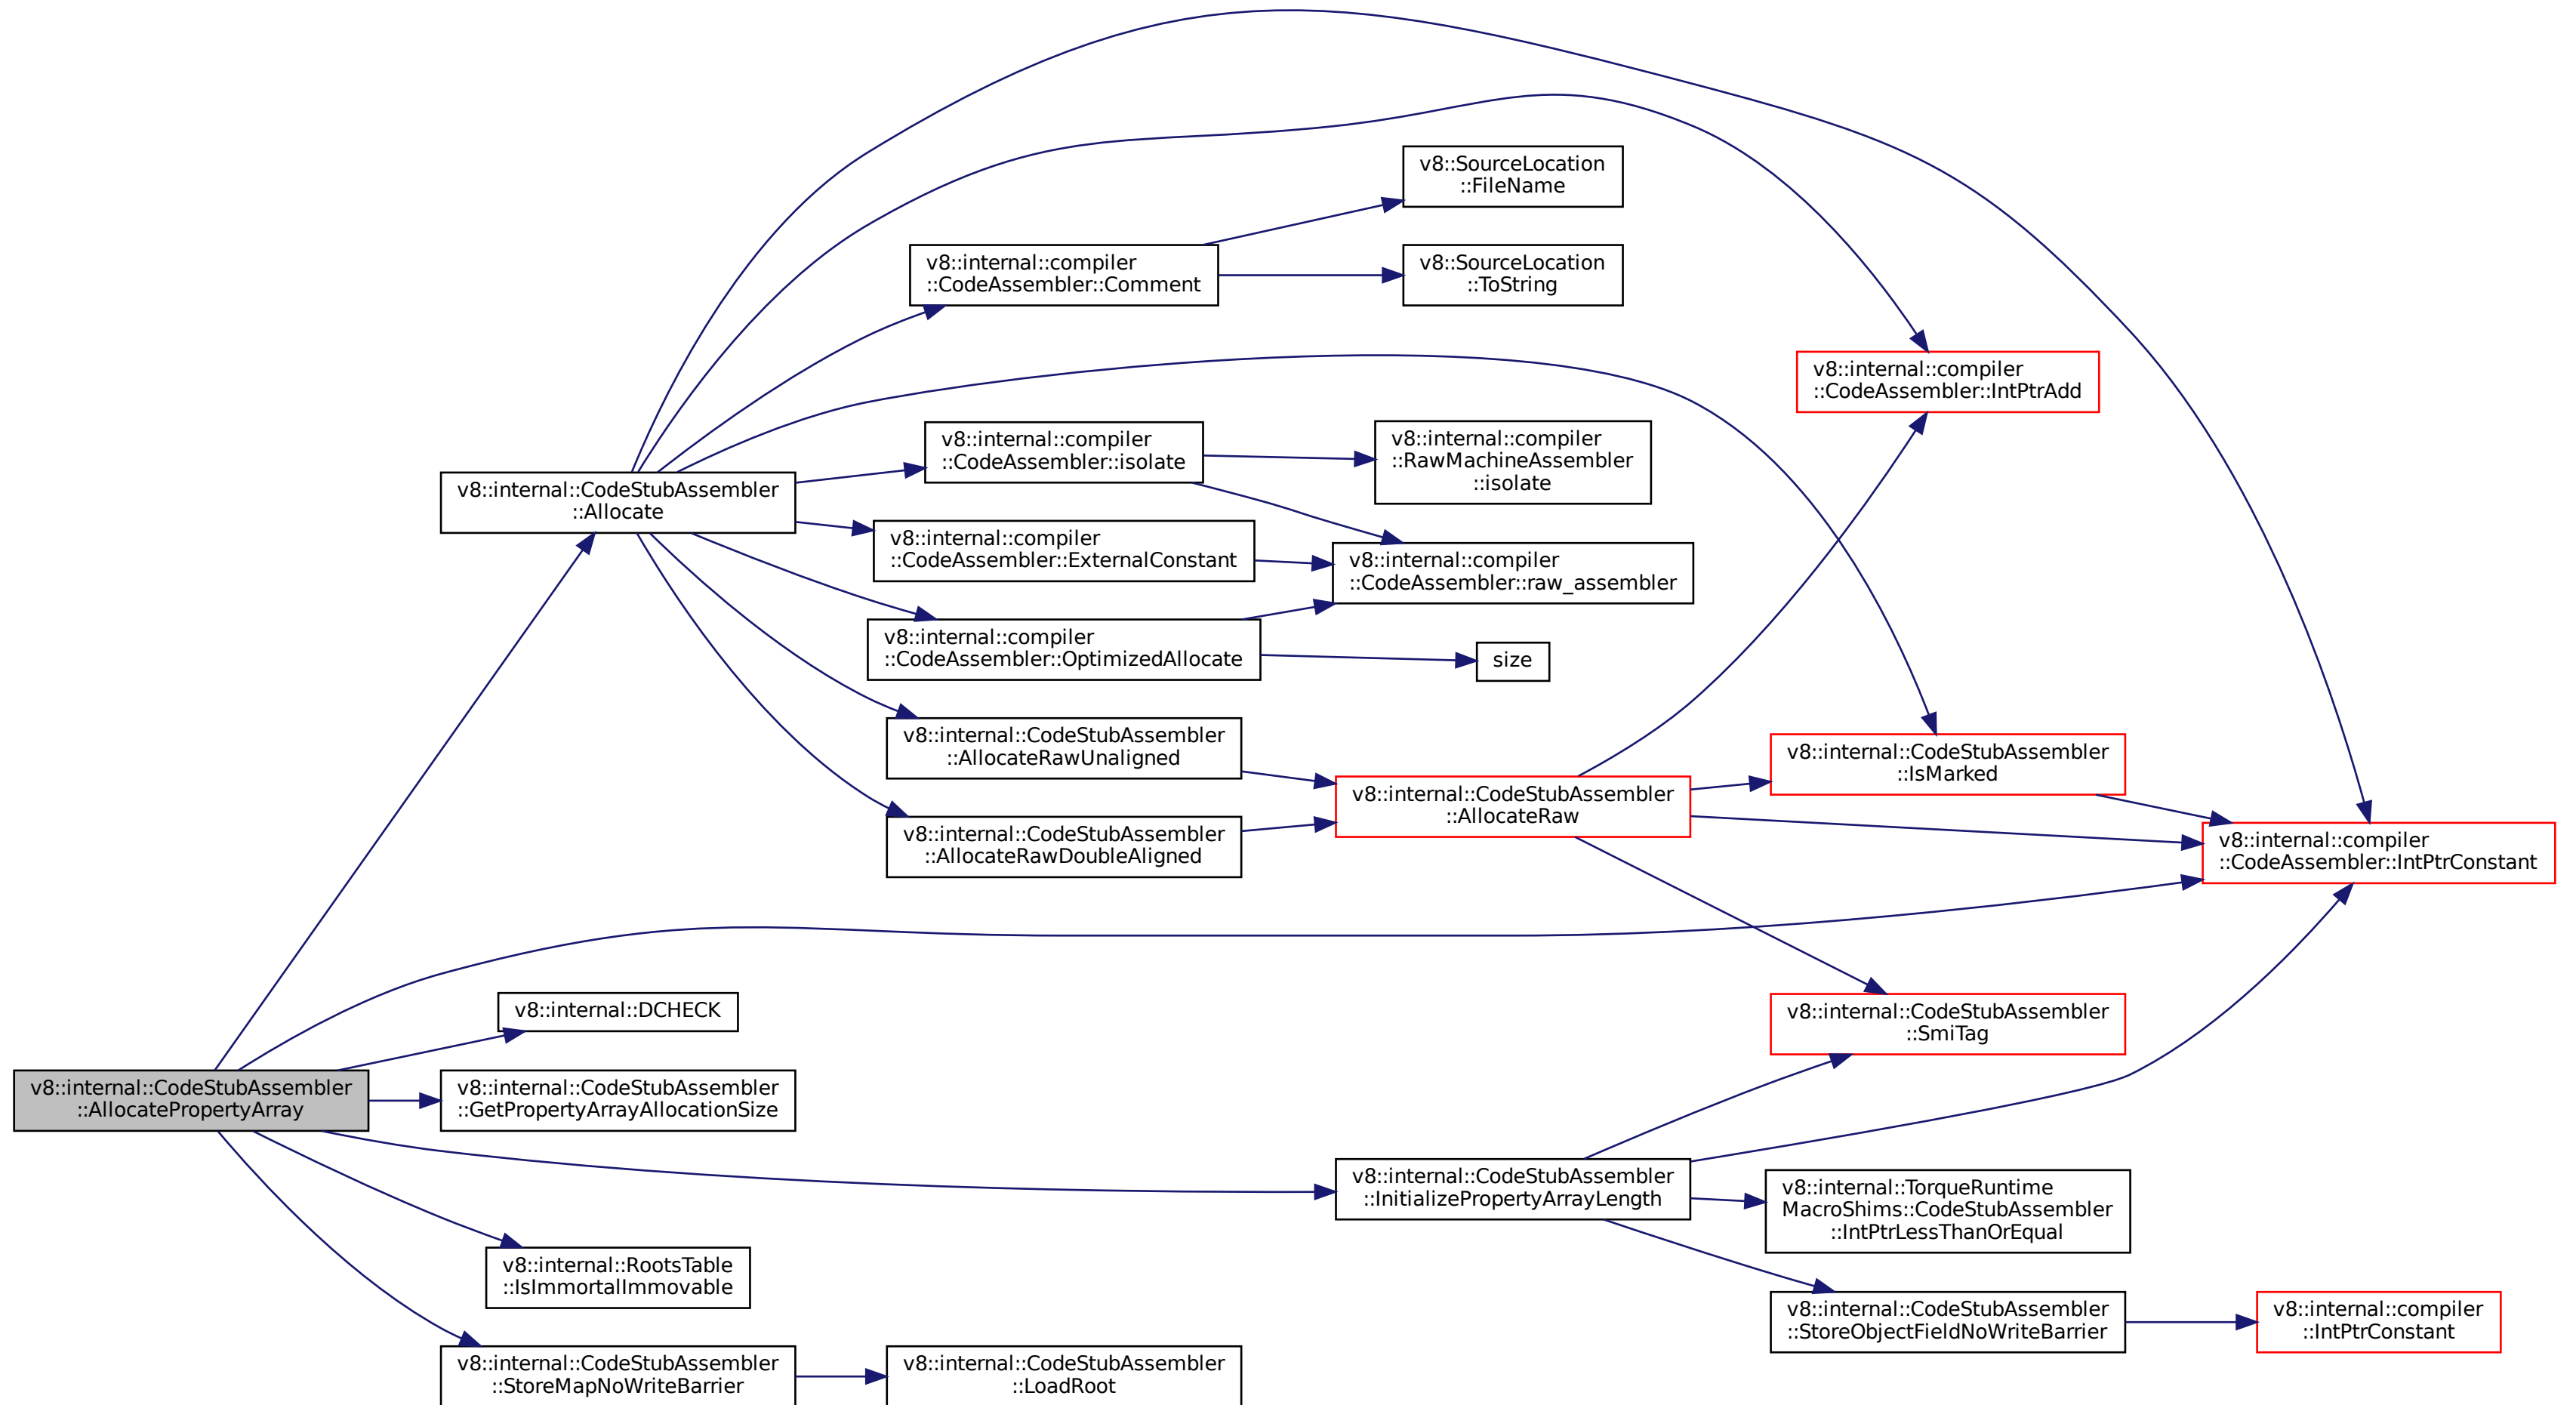 v8::SourceLocation
::FileName
v8::internal::compiler
::CodeAssembler::Comment
v8::SourceLocation
::ToString
v8::internal::compiler
::CodeAssembler::IntPtrAdd
v8::internal::compiler
::CodeAssembler::isolate
v8::internal::compiler
::RawMachineAssembler
::isolate
v8::internal::CodeStubAssembler
::Allocate
v8::internal::compiler
::CodeAssembler::ExternalConstant
v8::internal::compiler
::CodeAssembler::raw_assembler
v8::internal::compiler
::CodeAssembler::OptimizedAllocate
size
v8::internal::CodeStubAssembler
::AllocateRawUnaligned
v8::internal::CodeStubAssembler
::IsMarked
v8::internal::CodeStubAssembler
::AllocateRaw
v8::internal::CodeStubAssembler
::AllocateRawDoubleAligned
v8::internal::compiler
::CodeAssembler::IntPtrConstant
v8::internal::DCHECK
v8::internal::CodeStubAssembler
::SmiTag
v8::internal::CodeStubAssembler
::AllocatePropertyArray
v8::internal::CodeStubAssembler
::GetPropertyArrayAllocationSize
v8::internal::CodeStubAssembler
::InitializePropertyArrayLength
v8::internal::TorqueRuntime
MacroShims::CodeStubAssembler
::IntPtrLessThanOrEqual
v8::internal::RootsTable
::IsImmortalImmovable
v8::internal::CodeStubAssembler
::StoreObjectFieldNoWriteBarrier
v8::internal::compiler
::IntPtrConstant
v8::internal::CodeStubAssembler
::StoreMapNoWriteBarrier
v8::internal::CodeStubAssembler
::LoadRoot